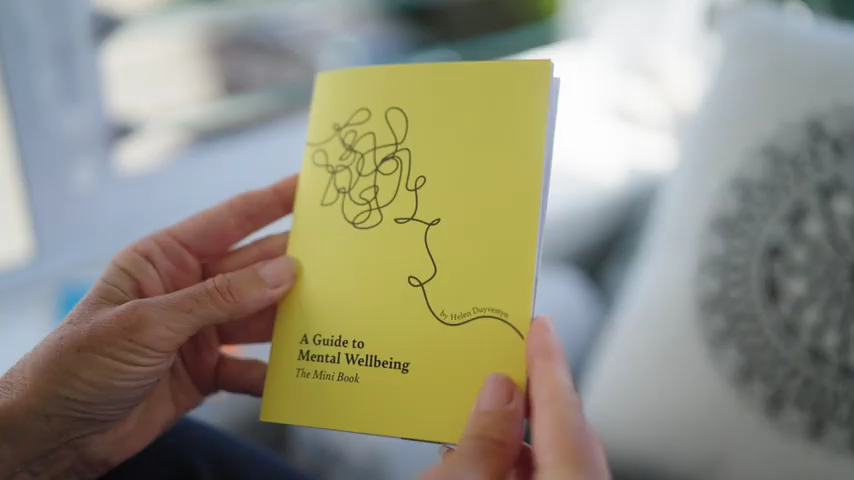 by Helen Duyvestyn
A Guide to
Mental Wellbeing
The Mini Book